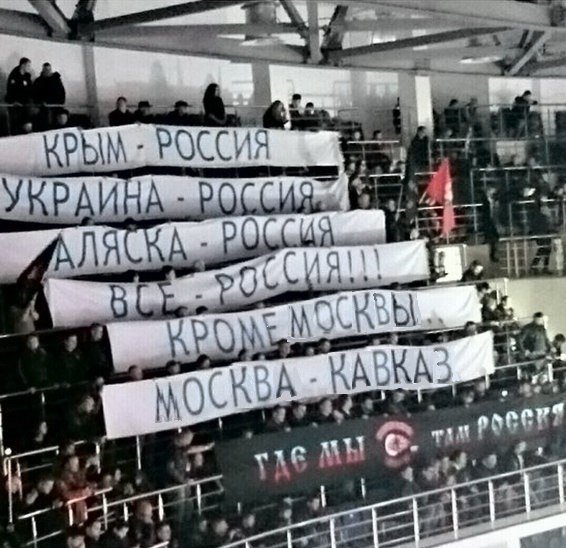 КРЫМ - РОССИЯ
УКРАИНА - РОССИЯ
АЛЯСКА - РОССИЯ
ВСЕ - РОССИЯ!!!
КРОМЕ МОСКВЫ
МОСКВА - КАВКАЗ
ГДЕ МЫ ТАМ РОССИЯ